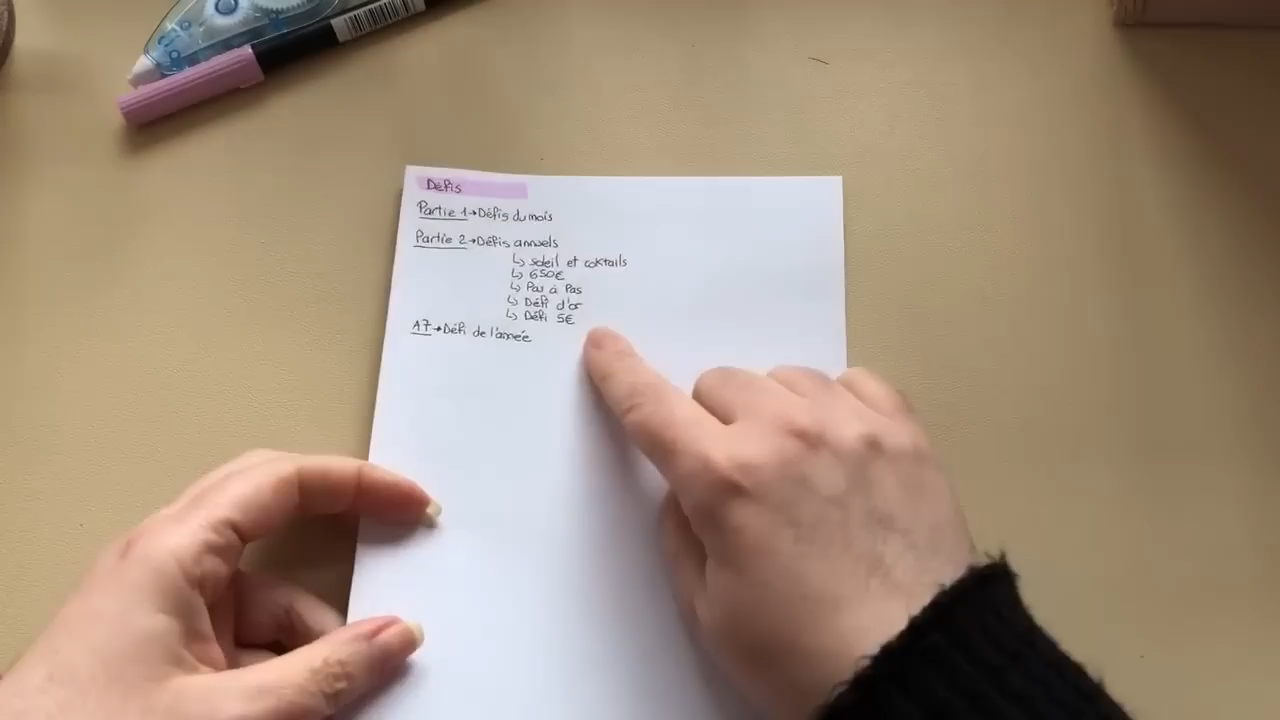 Défis
Partie 1→Défis du mois
Partie 2→Défis annuels
↳ Soleil et coktails
↳ 650€
↳ Pas à Pas
↳ Défi d'or
↳ Défi 5€
A7→Défi de l'année